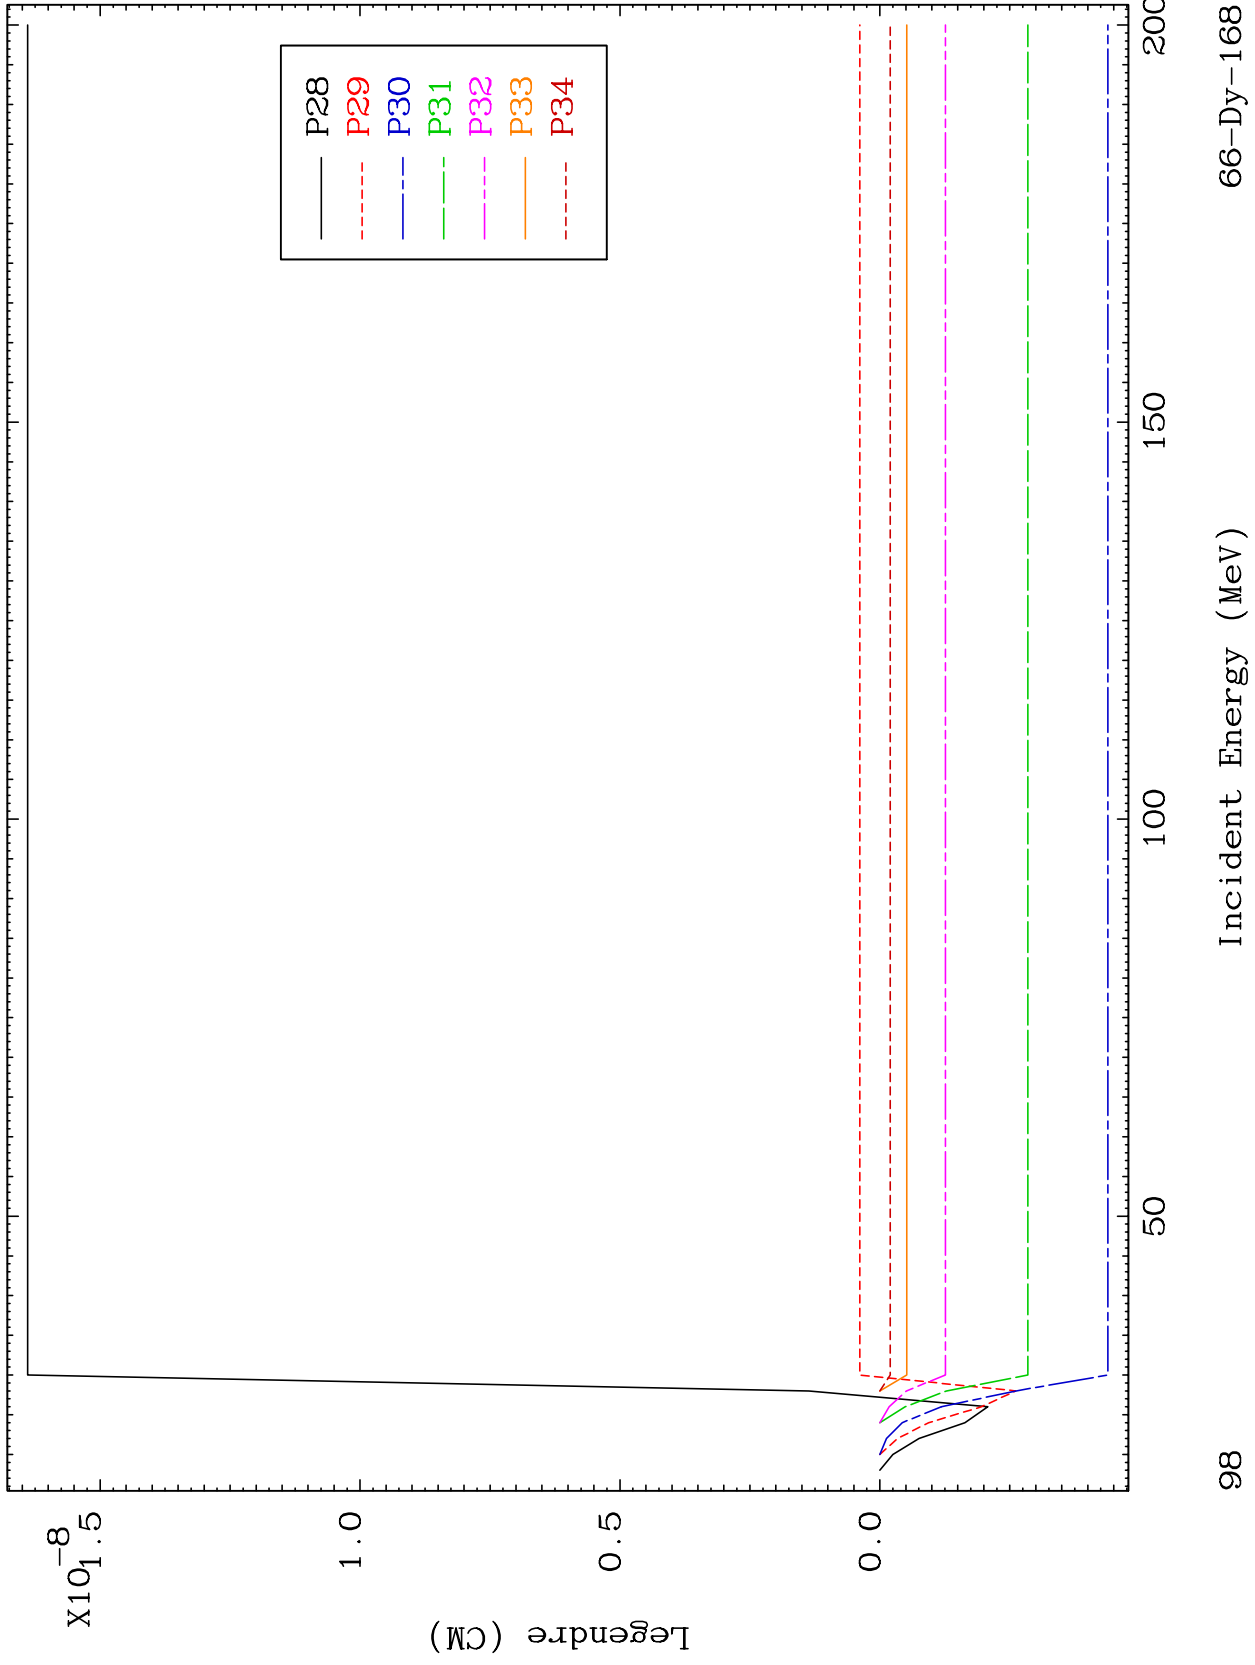 X10-8
1.5
1.0
0.5
0.0
Legendre (CM)
P28
P29
P30
P31
P32
P33
P34
50
100
150
200
Incident Energy (MeV)
98
66-Dy-168